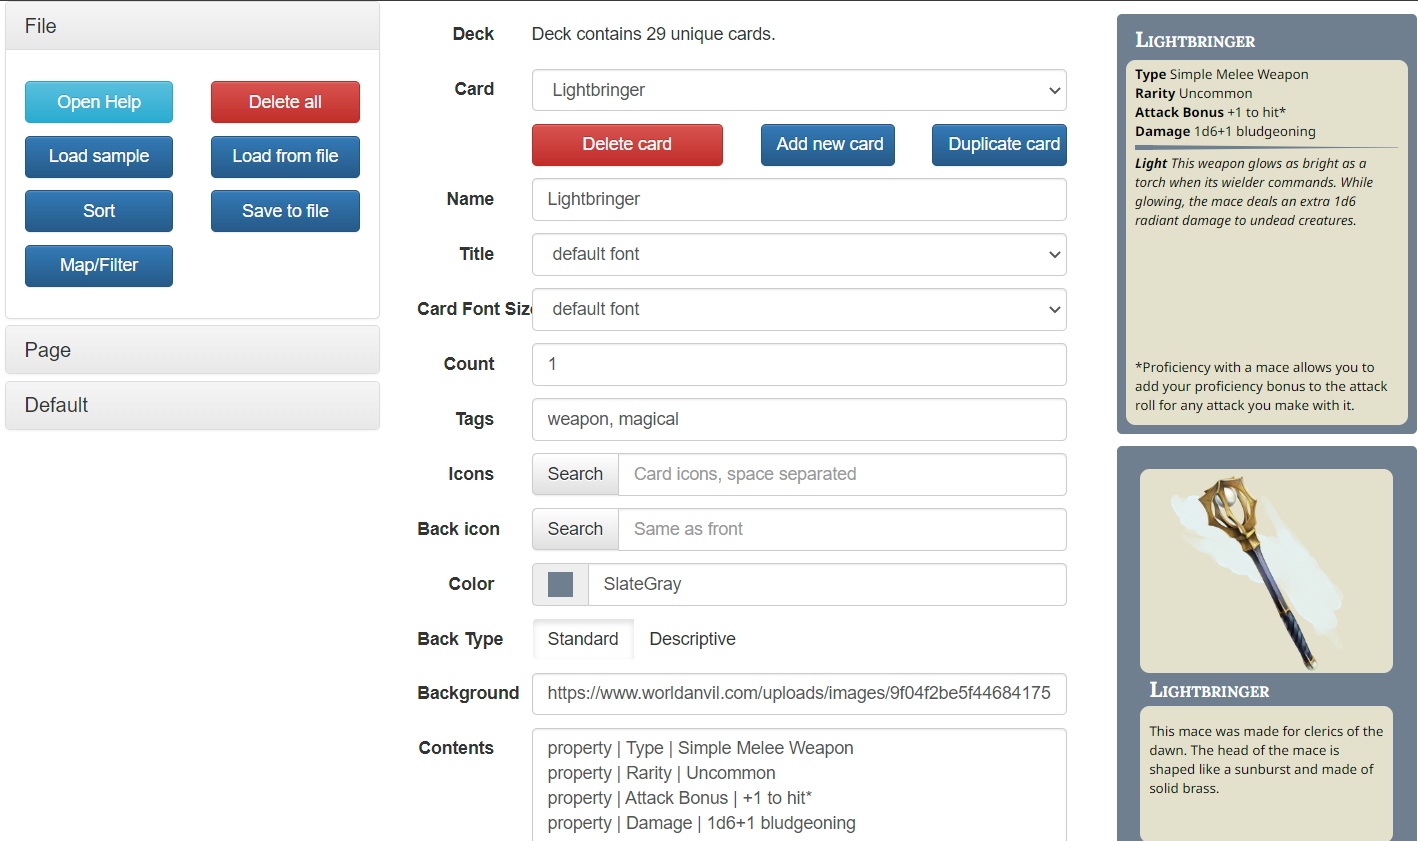 File
Open Help
Delete all
Load sample
Load from file
Sort
Save to file
Map/Filter
Page
Default
Deck
Deck contains 29 unique cards.
Card
Lightbringer
Delete card
Add new card
Duplicate card
Name
Lightbringer
Title
default font
Card Font Siz
default font
Count
1
Tags
weapon, magical
Icons
Search
Card icons, space separated
Back icon
Search
Same as front
Color
SlateGray
Back Type
Standard
Descriptive
Background
https://www.worldanvil.com/uploads/images/9f04f2be5f44684175
Contents
property | Type | Simple Melee Weapon
property | Rarity | Uncommon
property | Attack Bonus | +1 to hit*
property | Damage | 1d6+1 bludgeoning
Lightbringer
Type Simple Melee Weapon
Rarity Uncommon
Attack Bonus +1 to hit*
Damage 1d6+1 bludgeoning
Light This weapon glows as bright as a
torch when its wielder commands. While
glowing, the mace deals an extra 1d6
radiant damage to undead creatures.
*Proficiency with a mace allows you to
add your proficiency bonus to the attack
roll for any attack you make with it.
Lightbringer
This mace was made for clerics of the
dawn. The head of the mace is
shaped like a sunburst and made of
solid brass.